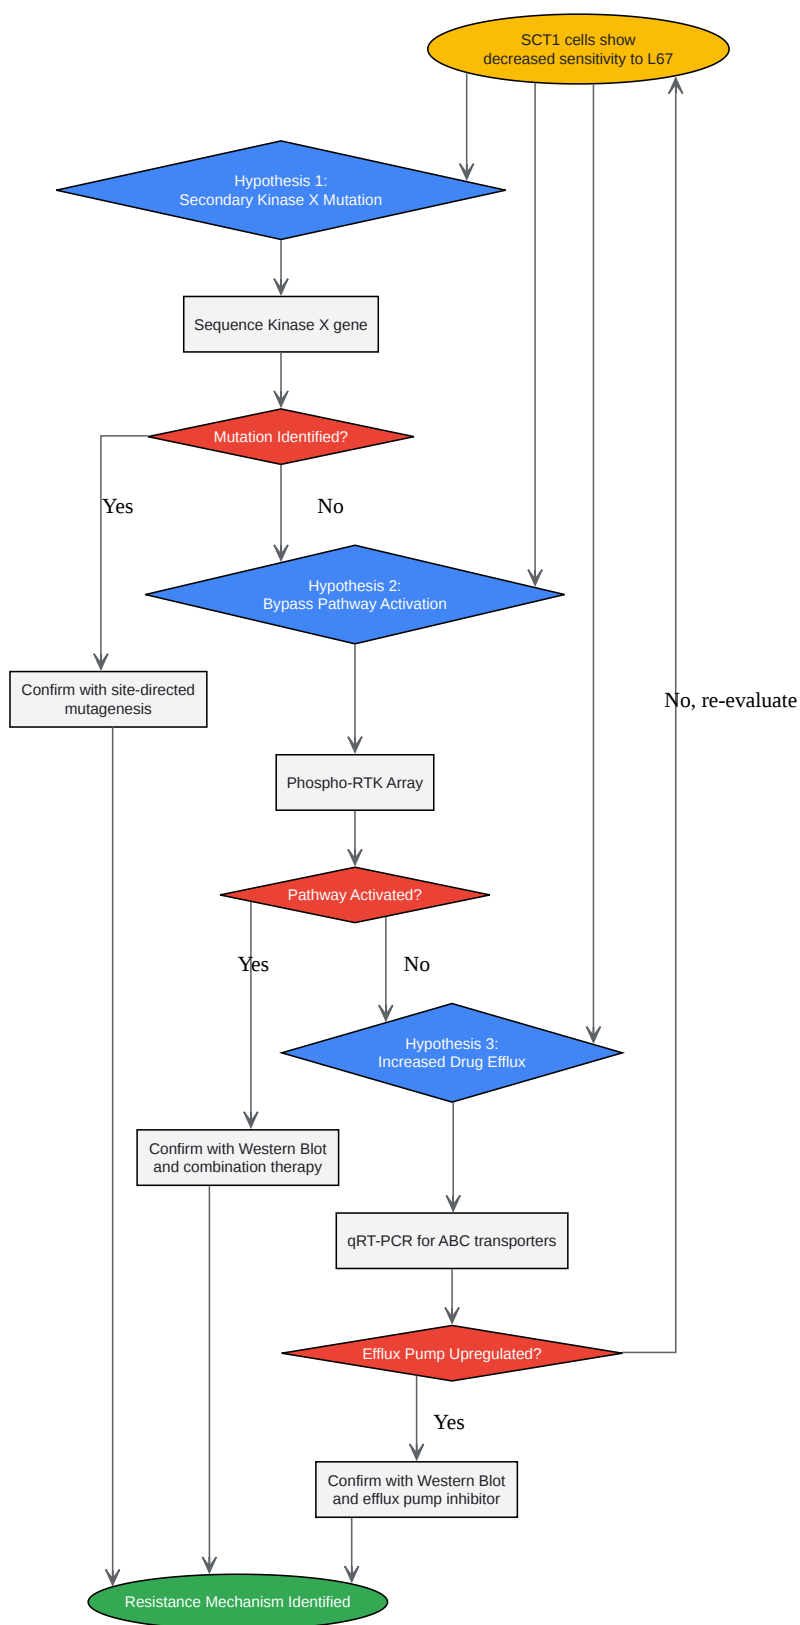 SCT1 cells show
decreased sensitivity to L67
Hypothesis 1:
Secondary Kinase X Mutation
Sequence Kinase X gene
Mutation Identified?
Yes
No
Hypothesis 2:
Bypass Pathway Activation
Confirm with site-directed
mutagenesis
No, re-evaluate
Phospho-RTK Array
Pathway Activated?
Yes
No
Hypothesis 3:
Increased Drug Efflux
Confirm with Western Blot
and combination therapy
qRT-PCR for ABC transporters
Efflux Pump Upregulated?
Yes
Confirm with Western Blot
and efflux pump inhibitor
Resistance Mechanism Identified